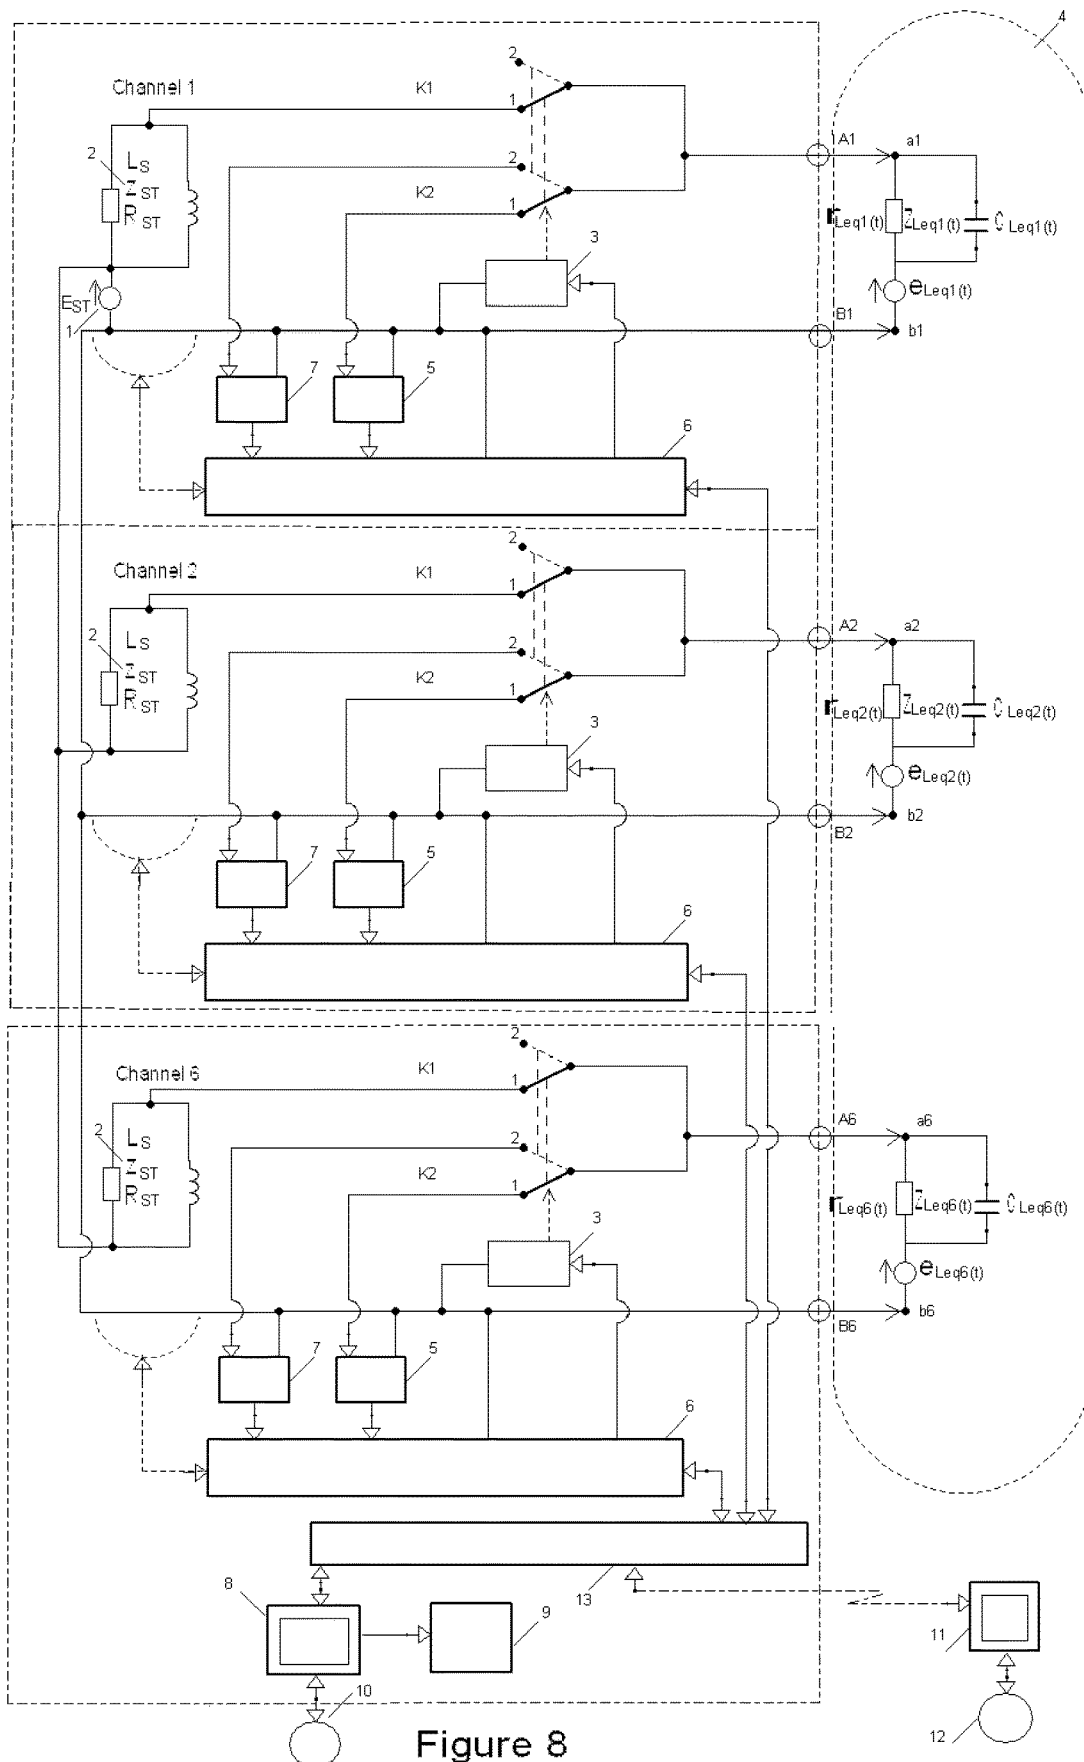 4
2
Channel 1
K1
1
A1
a1
2
LS
ZST
RST
2
K2
1
rLeq1(t)
ZLeq1(t)
CLeq1(t)
3
EST
1
eLeq1(t)
B1
b1
7
5
6
2
Channel 2
K1
1
A2
a2
2
LS
ZST
RST
2
K2
1
rLeq2(t)
ZLeq2(t)
CLeq2(t)
3
eLeq2(t)
B2
b2
7
5
6
2
Channel 6
K1
1
A6
a6
2
LS
ZST
RST
2
K2
1
rLeq6(t)
ZLeq6(t)
CLeq6(t)
3
eLeq6(t)
B6
b6
7
5
6
8
9
13
11
10
12
Figure 8